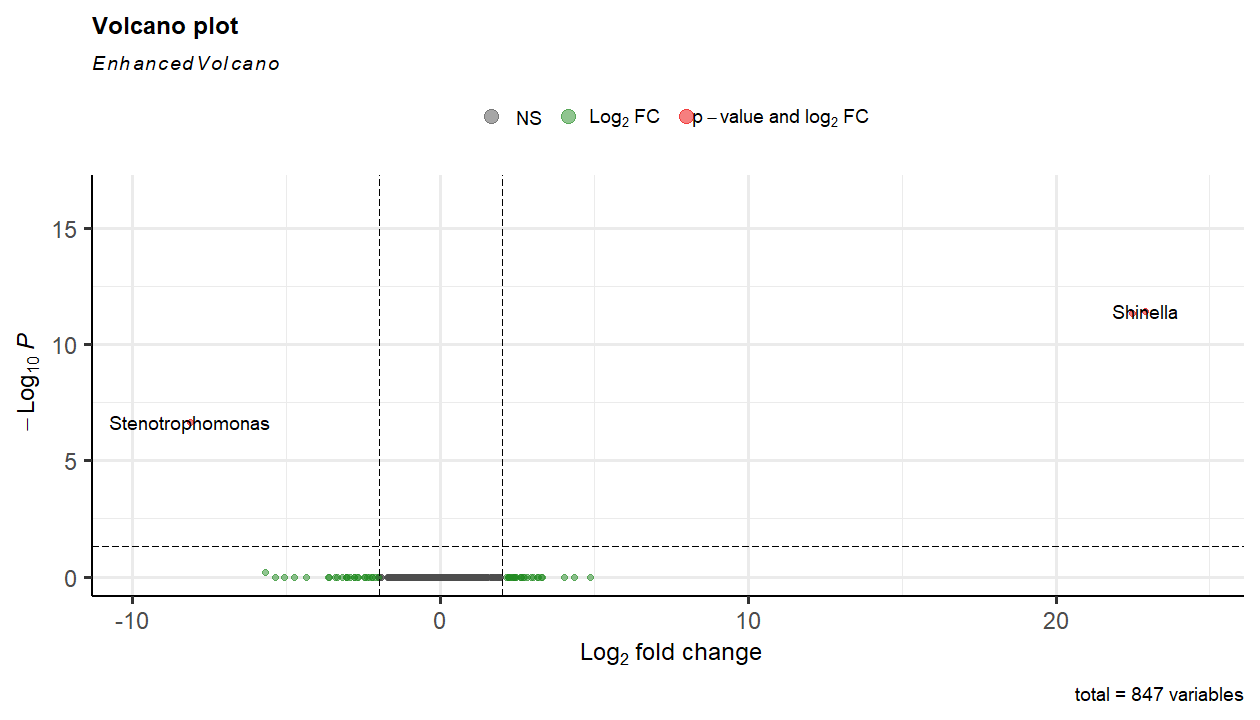 Volcano plot
EnhancedVolcano
NS Log₂ FC p – value and log₂ FC
15
10
5
0
– Log₁₀ P
Shinella
Stenotrophomonas
-10 0 10 20
Log₂ fold change
total = 847 variables